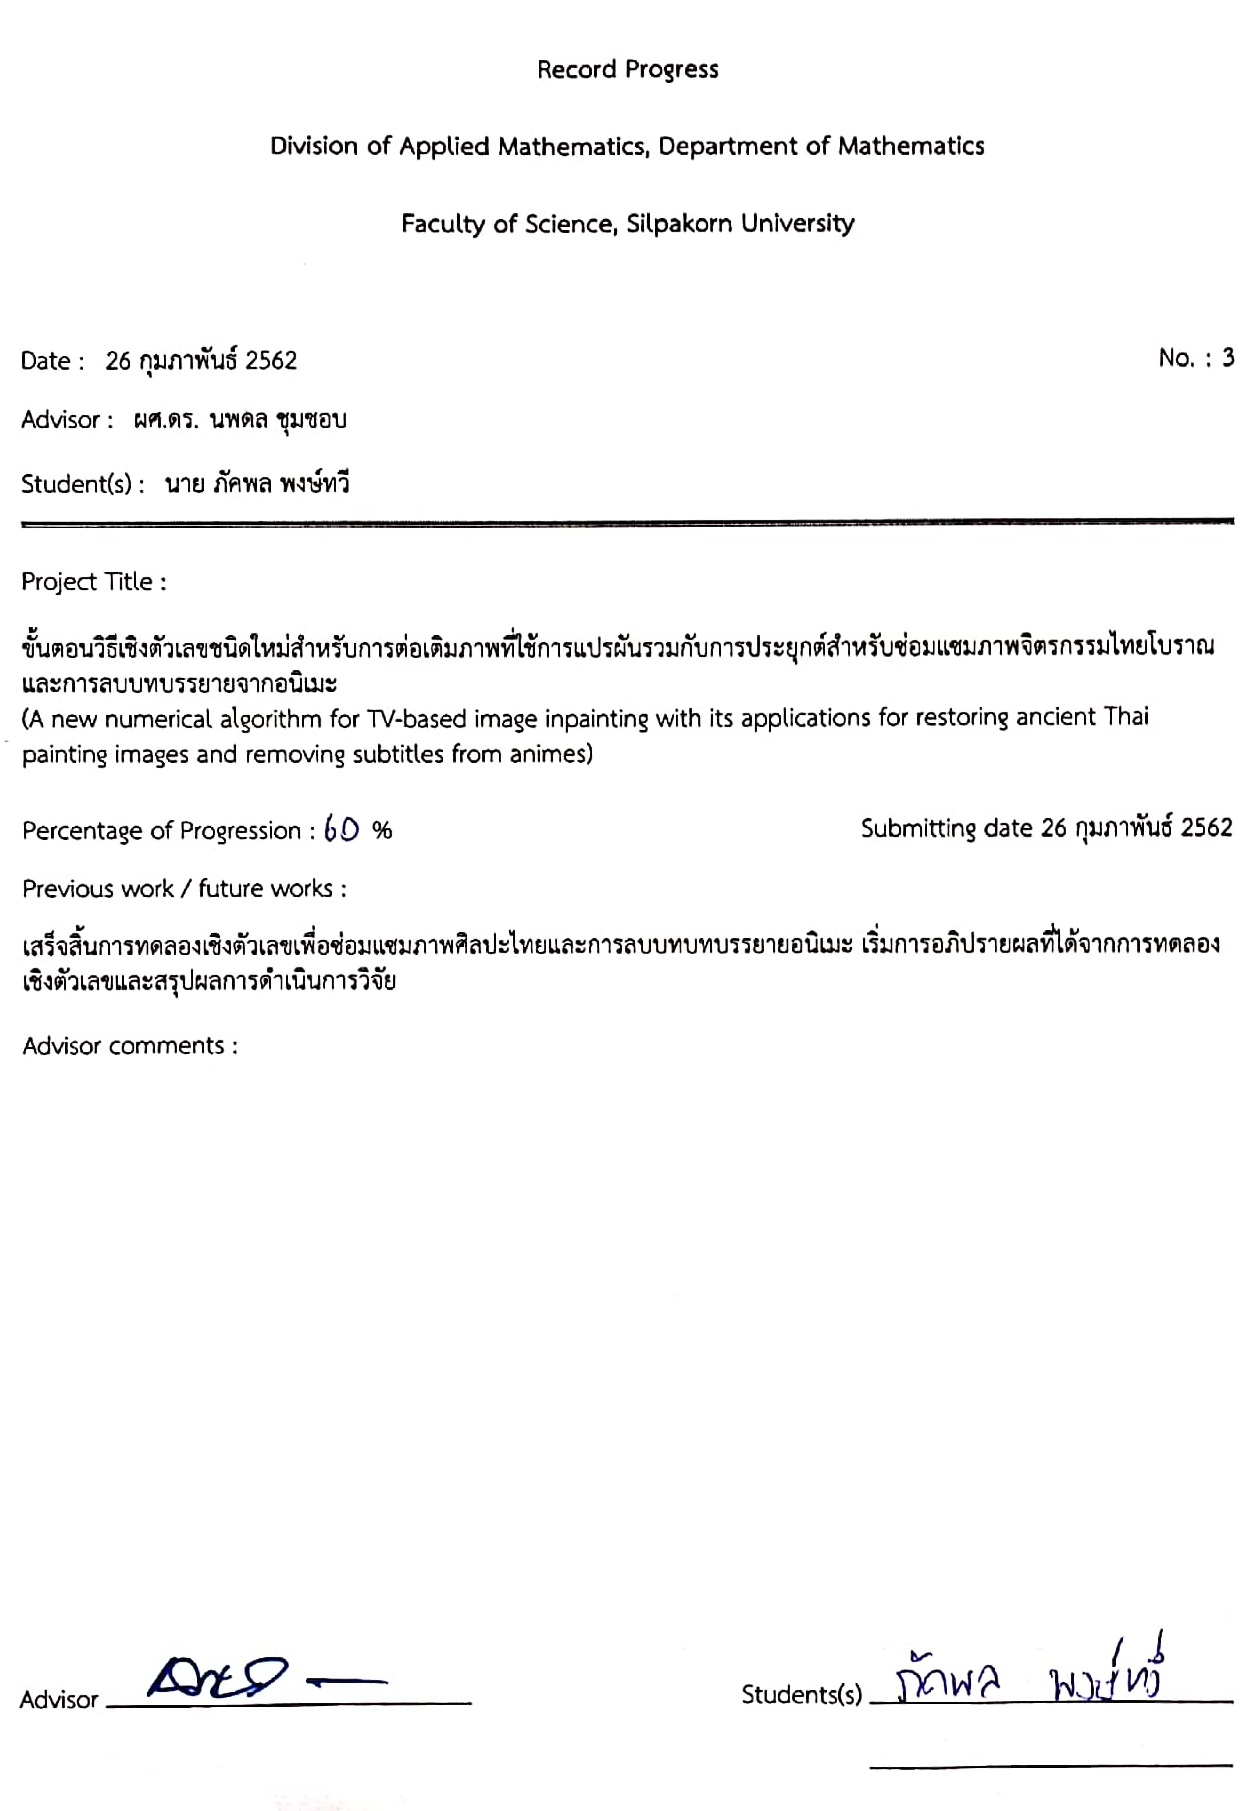 Record Progress
Division of Applied Mathematics, Department of Mathematics
Faculty of Science, Silpakorn University
Date : 26 กุมภาพันธ์ 2562 No. : 3
Advisor : ผศ.ดร. นพดล ชุมชอบ
Student(s) : นาย ภัคพล พงษ์ทวี
Project Title :
ขั้นตอนวิธีเชิงตัวเลขชนิดใหม่สำหรับการต่อเติมภาพที่ใช้การแปรผันรวมกับการประยุกต์สำหรับซ่อมแซมภาพจิตรกรรมไทยโบราณ
และการลบบทบรรยายจากอนิเมะ
(A new numerical algorithm for TV-based image inpainting with its applications for restoring ancient Thai
painting images and removing subtitles from animes)
Percentage of Progression : 60 % Submitting date 26 กุมภาพันธ์ 2562
Previous work / future works :
เสร็จสิ้นการทดลองเชิงตัวเลขเพื่อซ่อมแซมภาพศิลปะไทยและการลบบทบทบรรยายอนิเมะ เริ่มการอภิปรายผลที่ได้จากการทดลอง
เชิงตัวเลขและสรุปผลการดำเนินการวิจัย
Advisor comments :
Advisor
Students(s) ภัคพล พงษ์ทวี